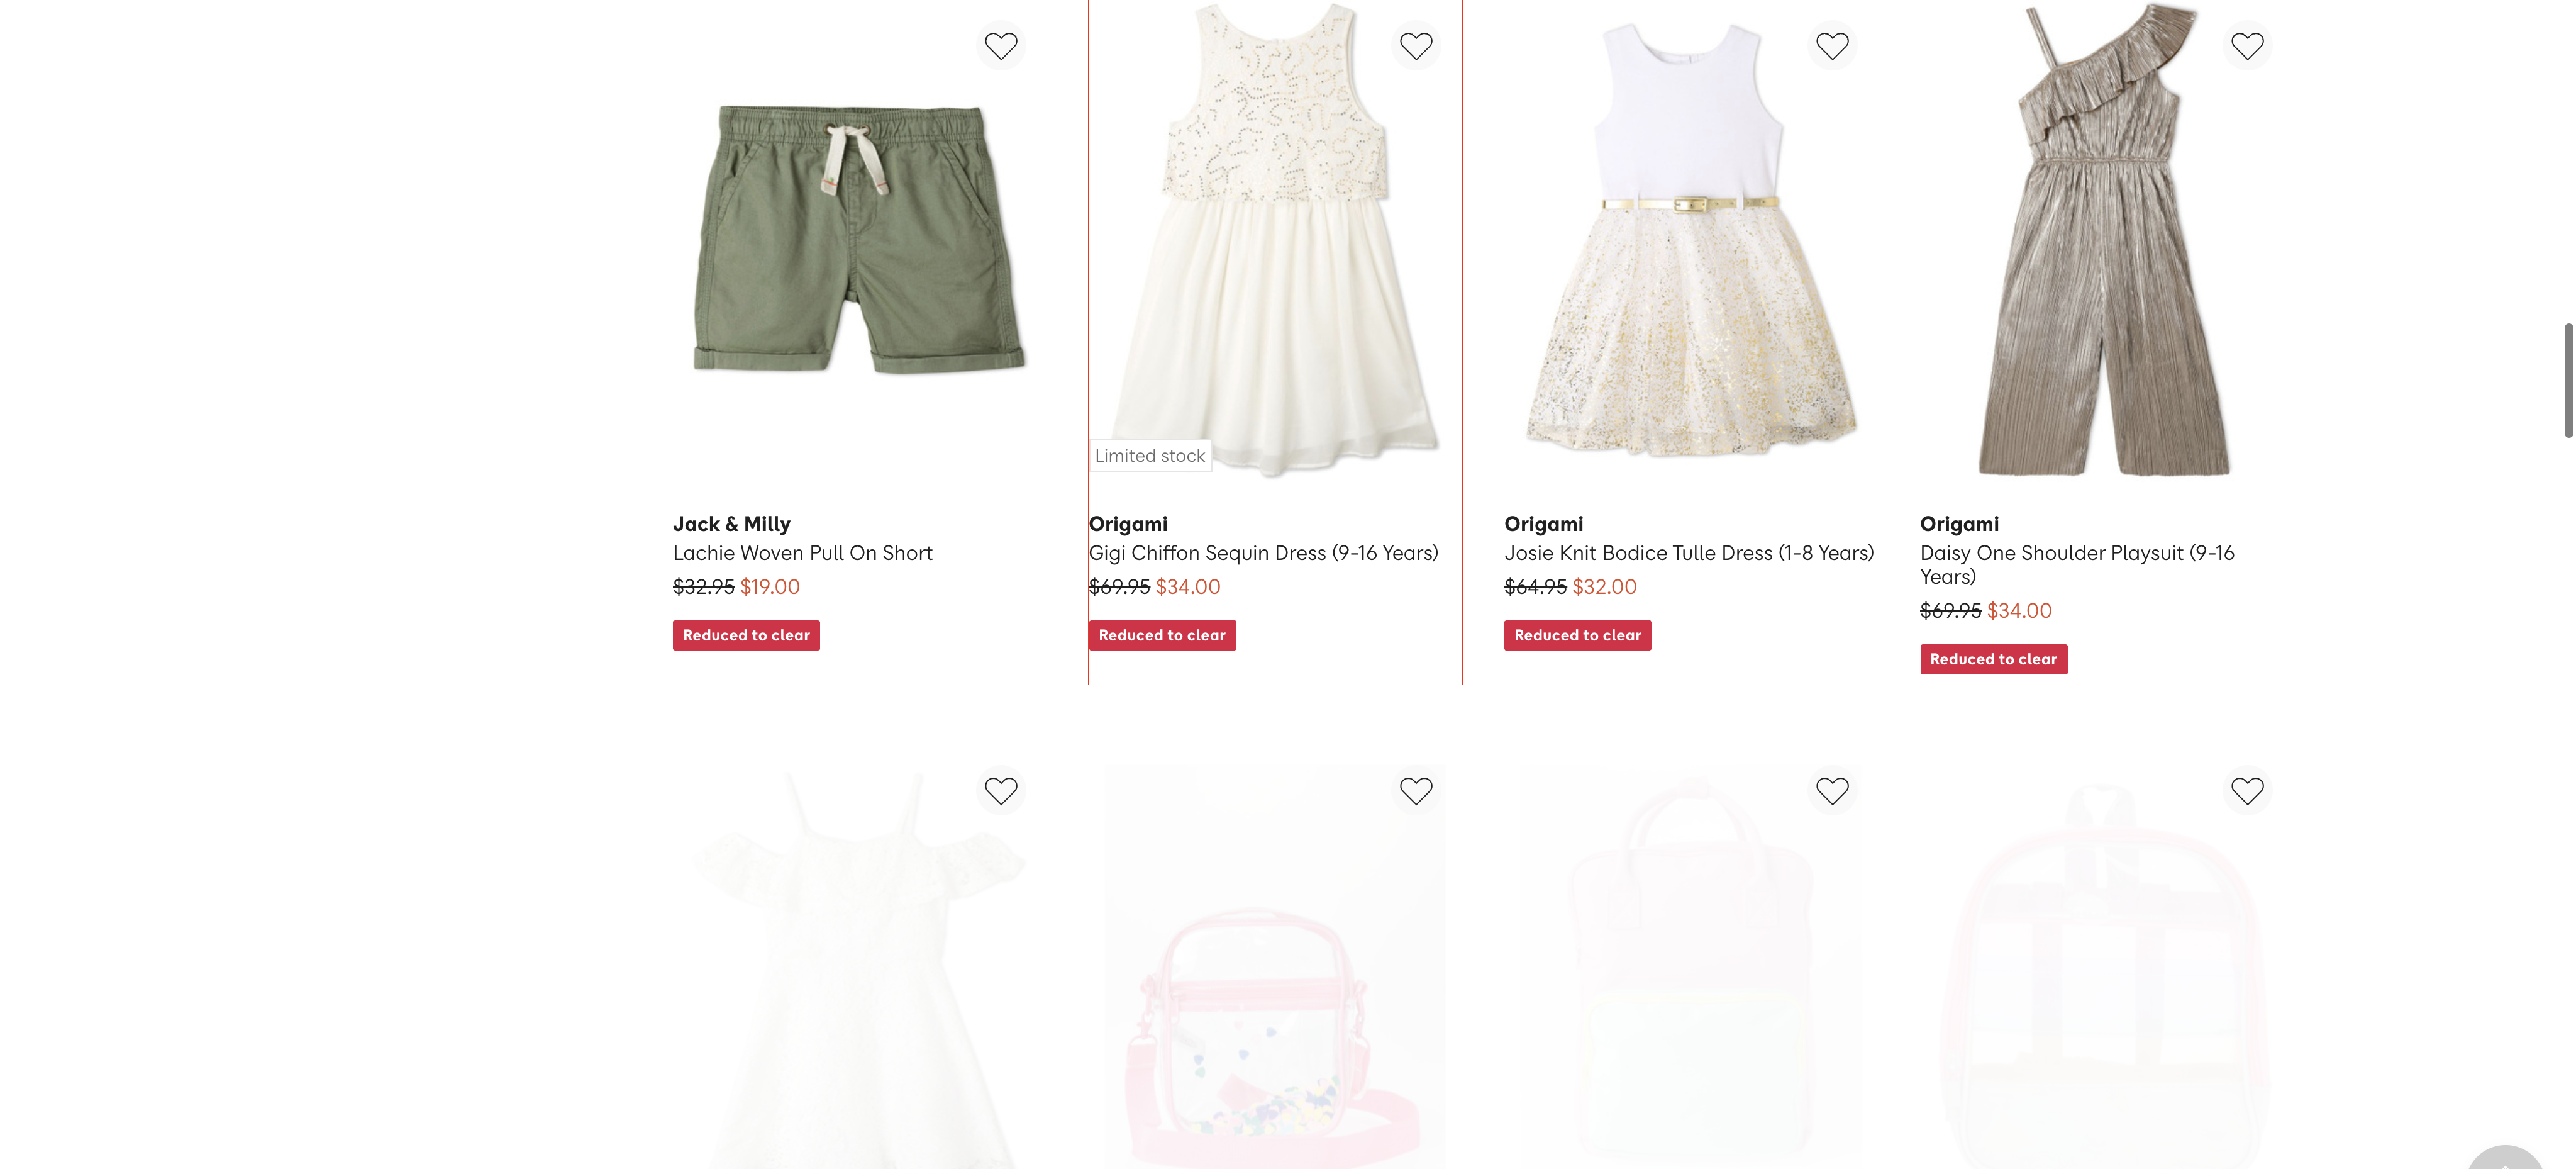 Limited stock
Jack & Milly
Lachie Woven Pull On Short
$32.95 $19.00
Reduced to clear
Origami
Gigi Chiffon Sequin Dress (9-16 Years)
$69.95 $34.00
Reduced to clear
Origami
Josie Knit Bodice Tulle Dress (1-8 Years)
$64.95 $32.00
Reduced to clear
Origami
Daisy One Shoulder Playsuit (9-16
Years)
$69.95 $34.00
Reduced to clear